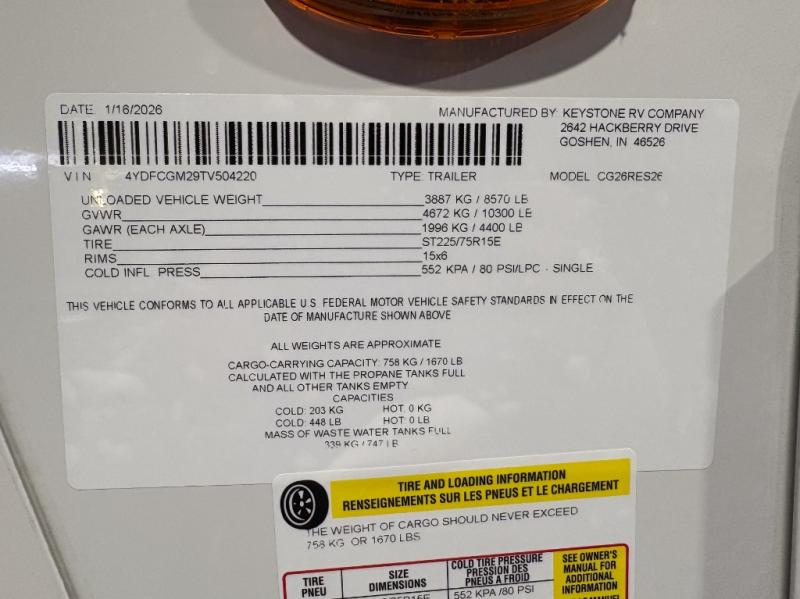 DATE 1/16/2026
MANUFACTURED BY: KEYSTONE RV COMPANY
2642 HACKBERRY DRIVE
GOSHEN, IN 46526
VIN 4YDFCGM29TV504220 TYPE: TRAILER MODEL CG26RES26
UNLOADED VEHICLE WEIGHT 3887 KG / 8570 LB
GVWR 4672 KG / 10300 LB
GAWR (EACH AXLE) 1996 KG / 4400 LB
TIRE ST225/75R15E
RIMS 15x6
COLD INFL PRESS 552 KPA / 80 PSI/LPC - SINGLE
THIS VEHICLE CONFORMS TO ALL APPLICABLE U.S. FEDERAL MOTOR VEHICLE SAFETY STANDARDS IN EFFECT ON THE
DATE OF MANUFACTURE SHOWN ABOVE
ALL WEIGHTS ARE APPROXIMATE
CARGO-CARRYING CAPACITY: 758 KG / 1670 LB
CALCULATED WITH THE PROPANE TANKS FULL
AND ALL OTHER TANKS EMPTY
CAPACITIES
COLD: 203 KG HOT: 0 KG
COLD: 448 LB HOT: 0 LB
MASS OF WASTE WATER TANKS FULL
339 KG / 747 LB
TIRE AND LOADING INFORMATION
RENSEIGNEMENTS SUR LES PNEUS ET LE CHARGEMENT
THE WEIGHT OF CARGO SHOULD NEVER EXCEED
758 KG OR 1670 LBS
TIRE
PNEU
SIZE
DIMENSIONS
COLD TIRE PRESSURE
PRESSION DES
PNEUS A FROID
SEE OWNER'S
MANUAL FOR
ADDITIONAL
INFORMATION
552 KPA /80 PSI